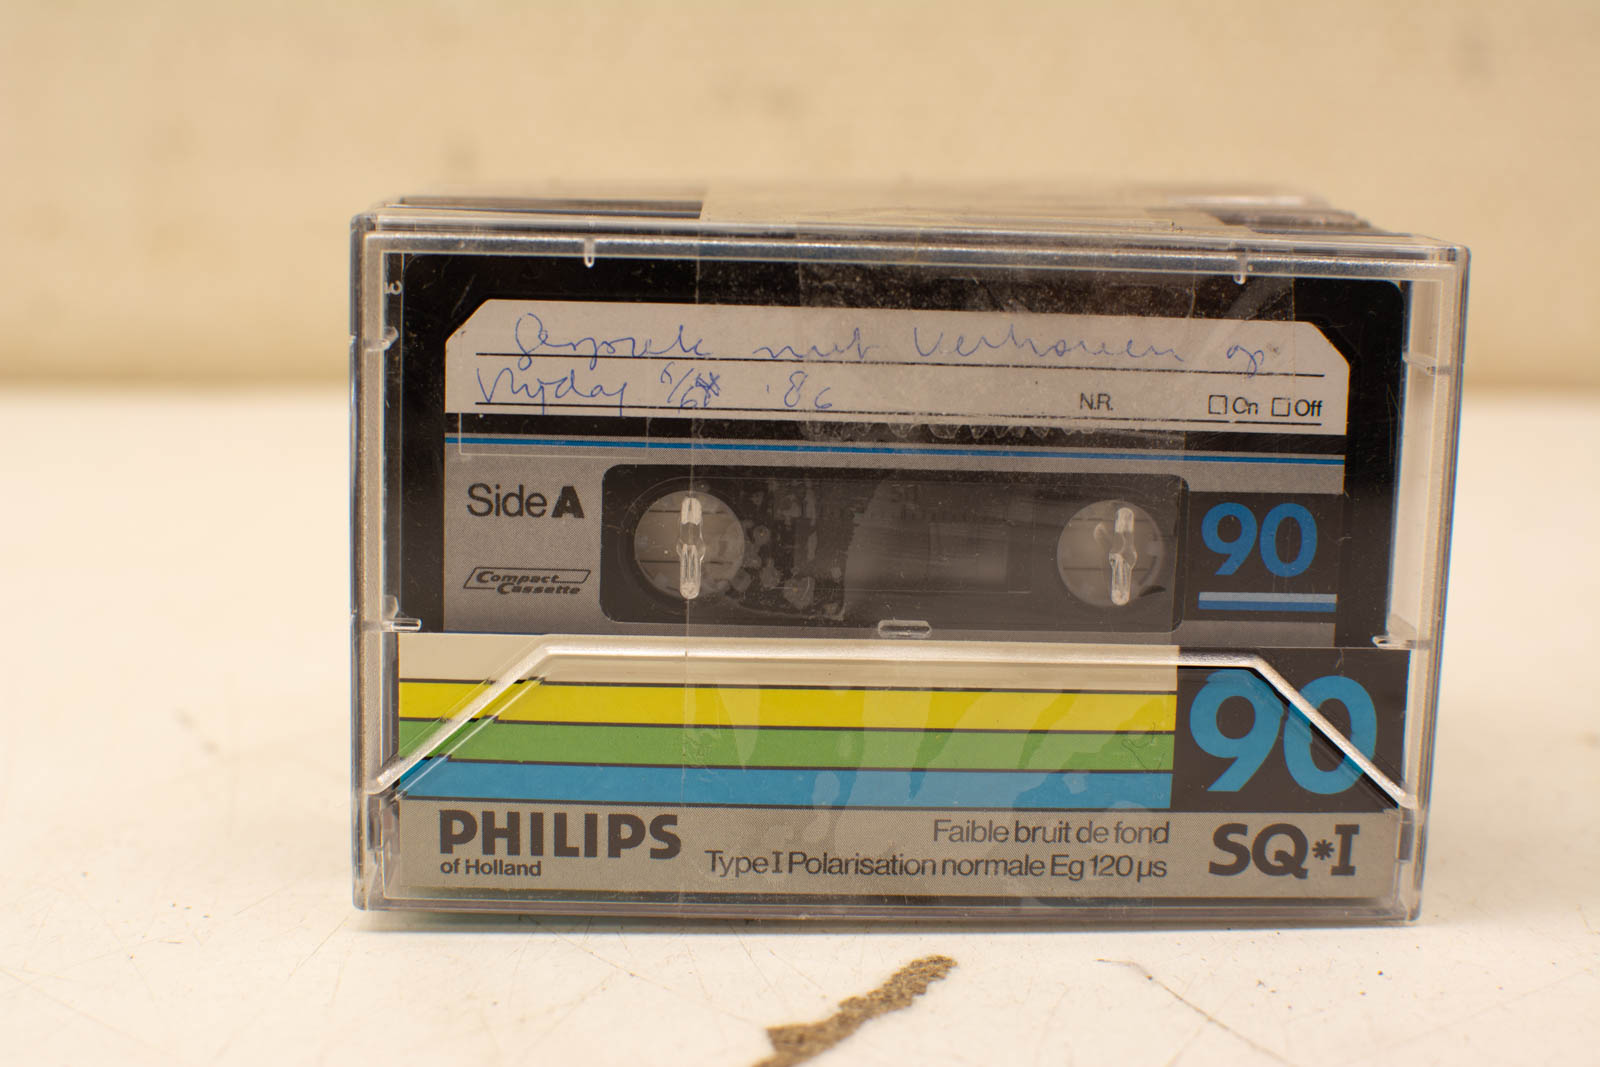 Gesprek met Verhoeven op
Vrijdag '86
N.R. On Off
Side A
Compact
Cassette
90
90
PHILIPS
of Holland
Faible bruit de fond
Type I Polarisation normale Eg 120 µs
SQ*I